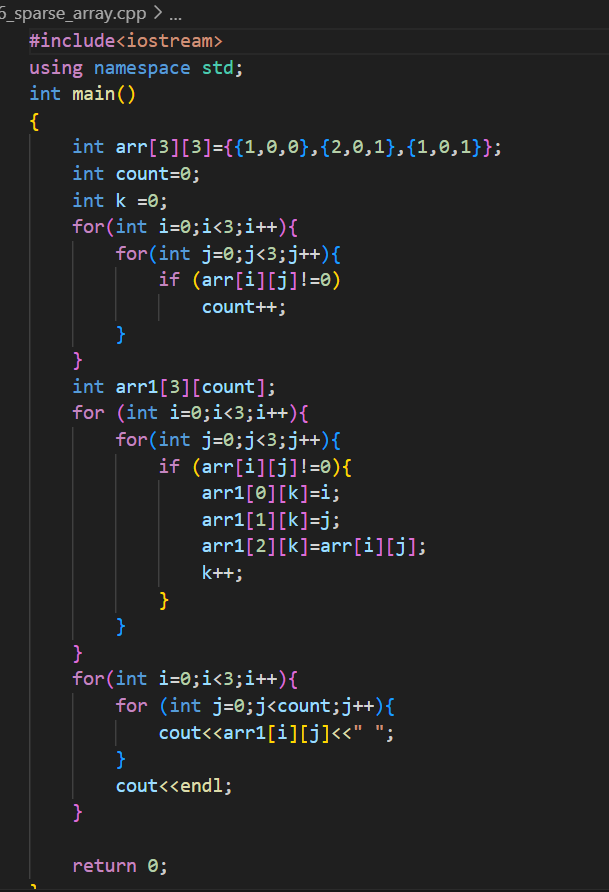 6_sparse_array.cpp > ...
#include<iostream>
using namespace std;
int main()
{
    int arr[3][3]={{1,0,0},{2,0,1},{1,0,1}};
    int count=0;
    int k =0;
    for(int i=0;i<3;i++){
        for(int j=0;j<3;j++){
            if (arr[i][j]!=0)
                count++;
        }
    }
    int arr1[3][count];
    for (int i=0;i<3;i++){
        for(int j=0;j<3;j++){
            if (arr[i][j]!=0){
                arr1[0][k]=i;
                arr1[1][k]=j;
                arr1[2][k]=arr[i][j];
                k++;
            }
        }
    }
    for(int i=0;i<3;i++){
        for (int j=0;j<count;j++){
            cout<<arr1[i][j]<<" ";
        }
        cout<<endl;
    }

    return 0;
}